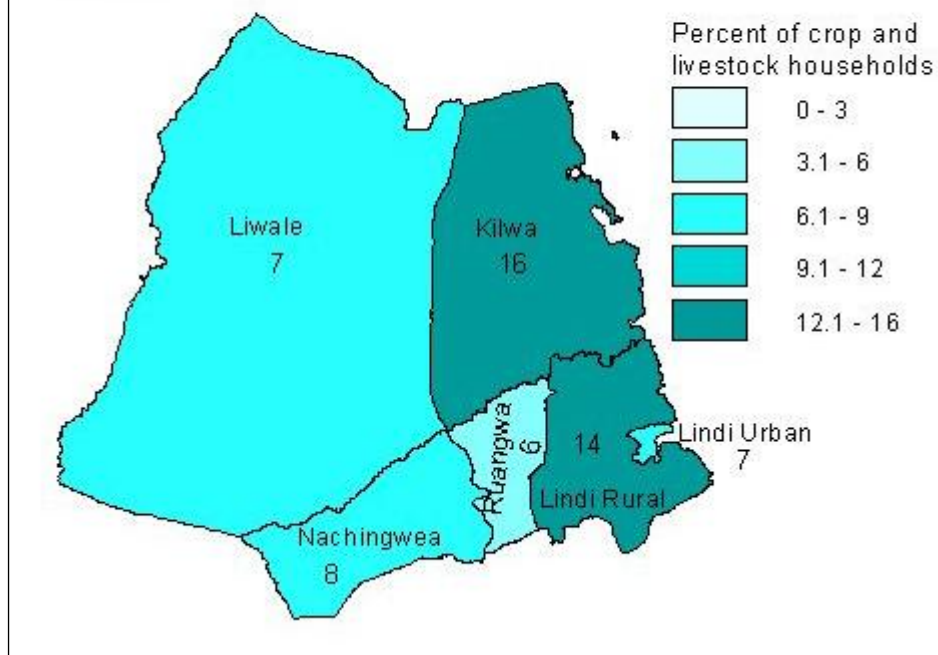 Percent of crop and
livestock households
0 - 3
3.1 - 6
6.1 - 9
9.1 - 12
12.1 - 16
Liwale
7
Kilwa
16
Ruangwa
6
14
Lindi Rural
Lindi Urban
7
Nachingwea
8